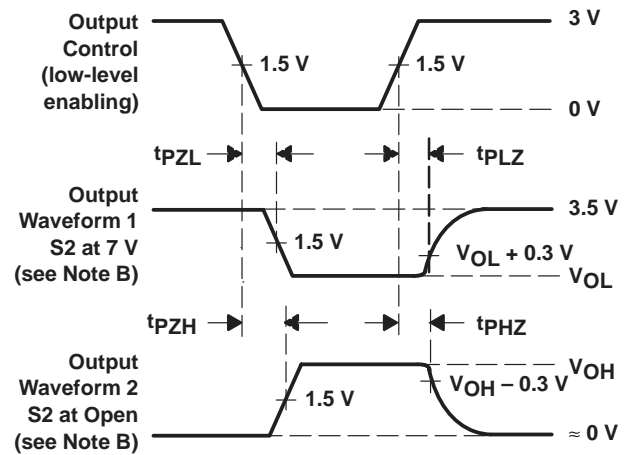 Output
Control
(low-level
enabling)
1.5 V
1.5 V
3 V
0 V
tPZL
tPLZ
Output
Waveform 1
S2 at 7 V
(see Note B)
1.5 V
3.5 V
VOL + 0.3 V
VOL
tPZH
tPHZ
Output
Waveform 2
S2 at Open
(see Note B)
1.5 V
VOH
VOH – 0.3 V
≈ 0 V